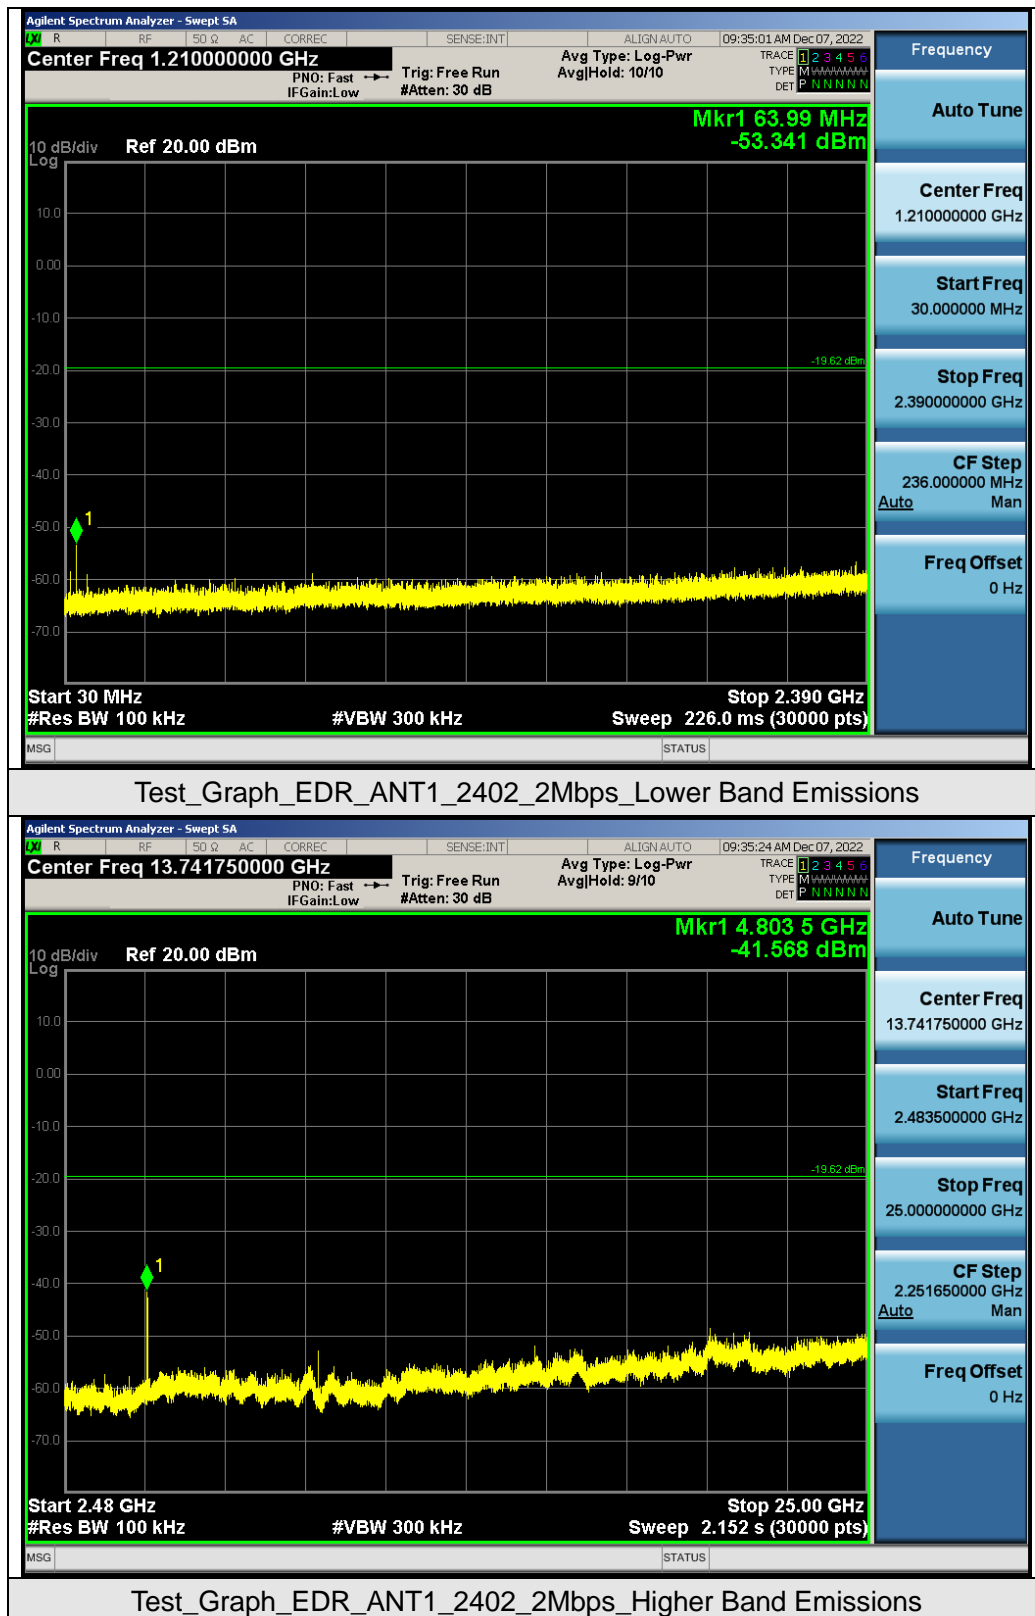 Agilent Spectrum Analyzer - Swept SA
LXI R RF 50 Ω AC CORREC SENSE:INT ALIGN AUTO 09:35:01 AM Dec 07, 2022
Center Freq 1.210000000 GHz
PNO: Fast
IFGain:Low
Trig: Free Run
#Atten: 30 dB
Avg Type: Log-Pwr
Avg|Hold: 10/10
TRACE 1 2 3 4 5 6
TYPE M
DET P N N N N N
Mkr1 63.99 MHz
-53.341 dBm
10 dB/div Ref 20.00 dBm
Log
10.0
0.00
-10.0
-19.62 dBm
-20.0
-30.0
-40.0
1
-50.0
-60.0
-70.0
Start 30 MHz Stop 2.390 GHz
#Res BW 100 kHz #VBW 300 kHz Sweep 226.0 ms (30000 pts)
MSG STATUS
Frequency
Auto Tune
Center Freq
1.210000000 GHz
Start Freq
30.000000 MHz
Stop Freq
2.390000000 GHz
CF Step
236.000000 MHz
Auto Man
Freq Offset
0 Hz
Test_Graph_EDR_ANT1_2402_2Mbps_Lower Band Emissions
Agilent Spectrum Analyzer - Swept SA
LXI R RF 50 Ω AC CORREC SENSE:INT ALIGN AUTO 09:35:24 AM Dec 07, 2022
Center Freq 13.741750000 GHz
PNO: Fast
IFGain:Low
Trig: Free Run
#Atten: 30 dB
Avg Type: Log-Pwr
Avg|Hold: 9/10
TRACE 1 2 3 4 5 6
TYPE M
DET P N N N N N
Mkr1 4.803 5 GHz
-41.568 dBm
10 dB/div Ref 20.00 dBm
Log
10.0
0.00
-10.0
-19.62 dBm
-20.0
-30.0
1
-40.0
-50.0
-60.0
-70.0
Start 2.48 GHz Stop 25.00 GHz
#Res BW 100 kHz #VBW 300 kHz Sweep 2.152 s (30000 pts)
MSG STATUS
Frequency
Auto Tune
Center Freq
13.741750000 GHz
Start Freq
2.483500000 GHz
Stop Freq
25.000000000 GHz
CF Step
2.251650000 GHz
Auto Man
Freq Offset
0 Hz
Test_Graph_EDR_ANT1_2402_2Mbps_Higher Band Emissions